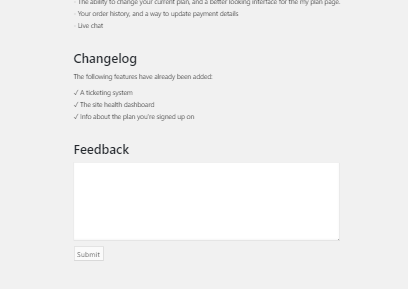 · The ability to change your current plan, and a better looking interface for the my plan page.
· Your order history, and a way to update payment details
· Live chat
Changelog
The following features have already been added:
✓ A ticketing system
✓ The site health dashboard
✓ Info about the plan you're signed up on
Feedback
Submit